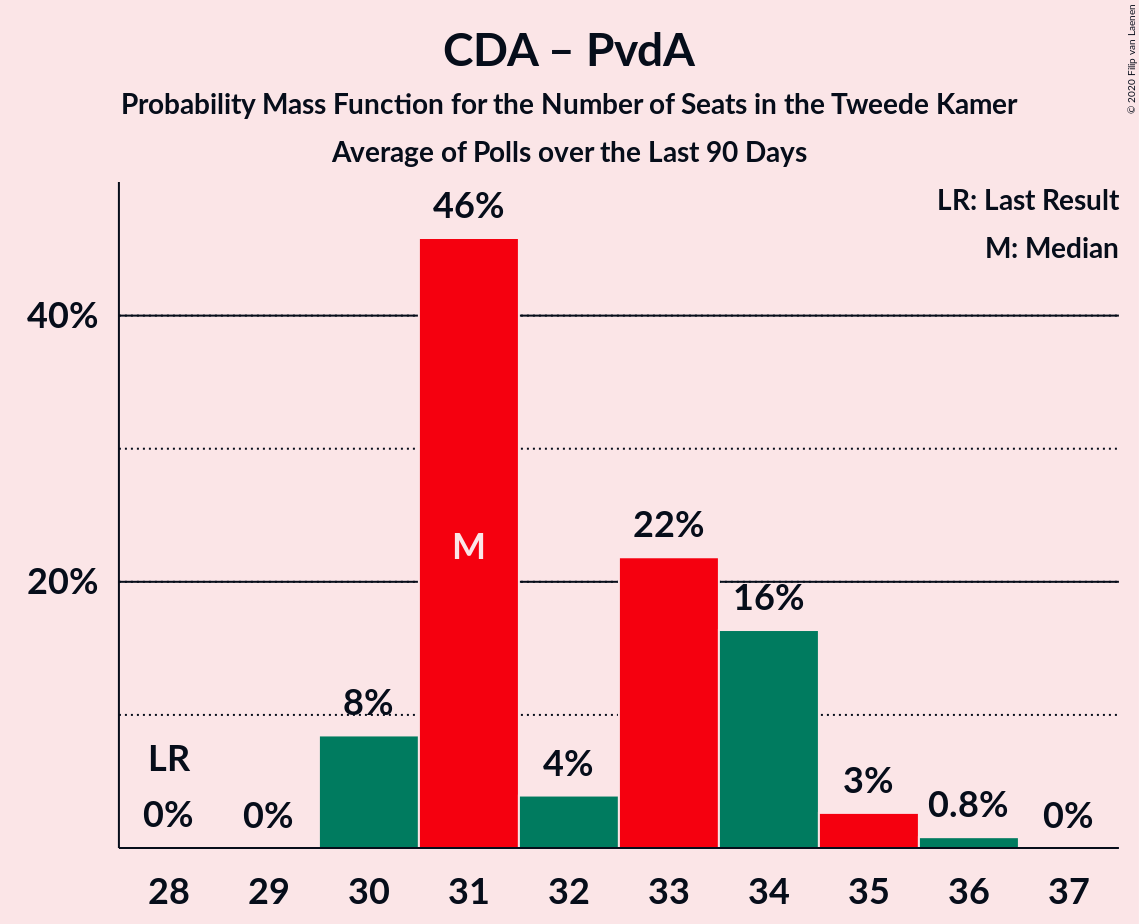 CDA – PvdA
Probability Mass Function for the Number of Seats in the Tweede Kamer
Average of Polls over the Last 90 Days
© 2020 Filip van Laenen
LR: Last Result
M: Median
46%
40%
M
22%
20%
16%
8%
LR
4%
3%
0.8%
0%
0%
0%
28 29 30 31 32 33 34 35 36 37